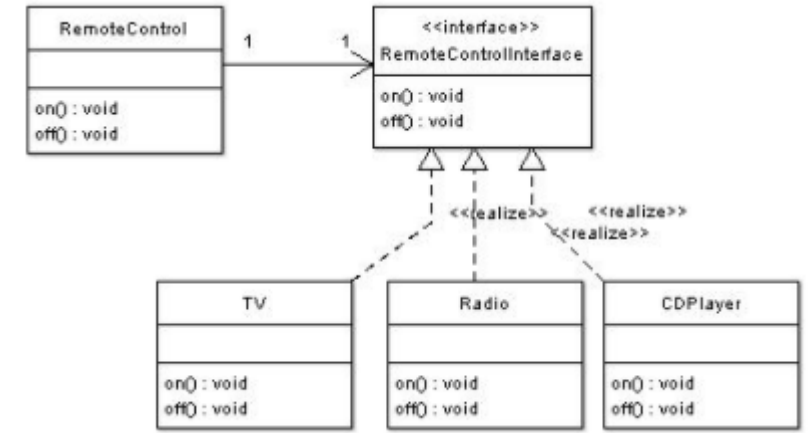 RemoteControl
on() : void
off() : void
1
1
<<interface>>
RemoteControlInterface
on() : void
off() : void
<<realize>>
<<realize>>
<<realize>>
TV
on() : void
off() : void
Radio
on() : void
off() : void
CDPlayer
on() : void
off() : void